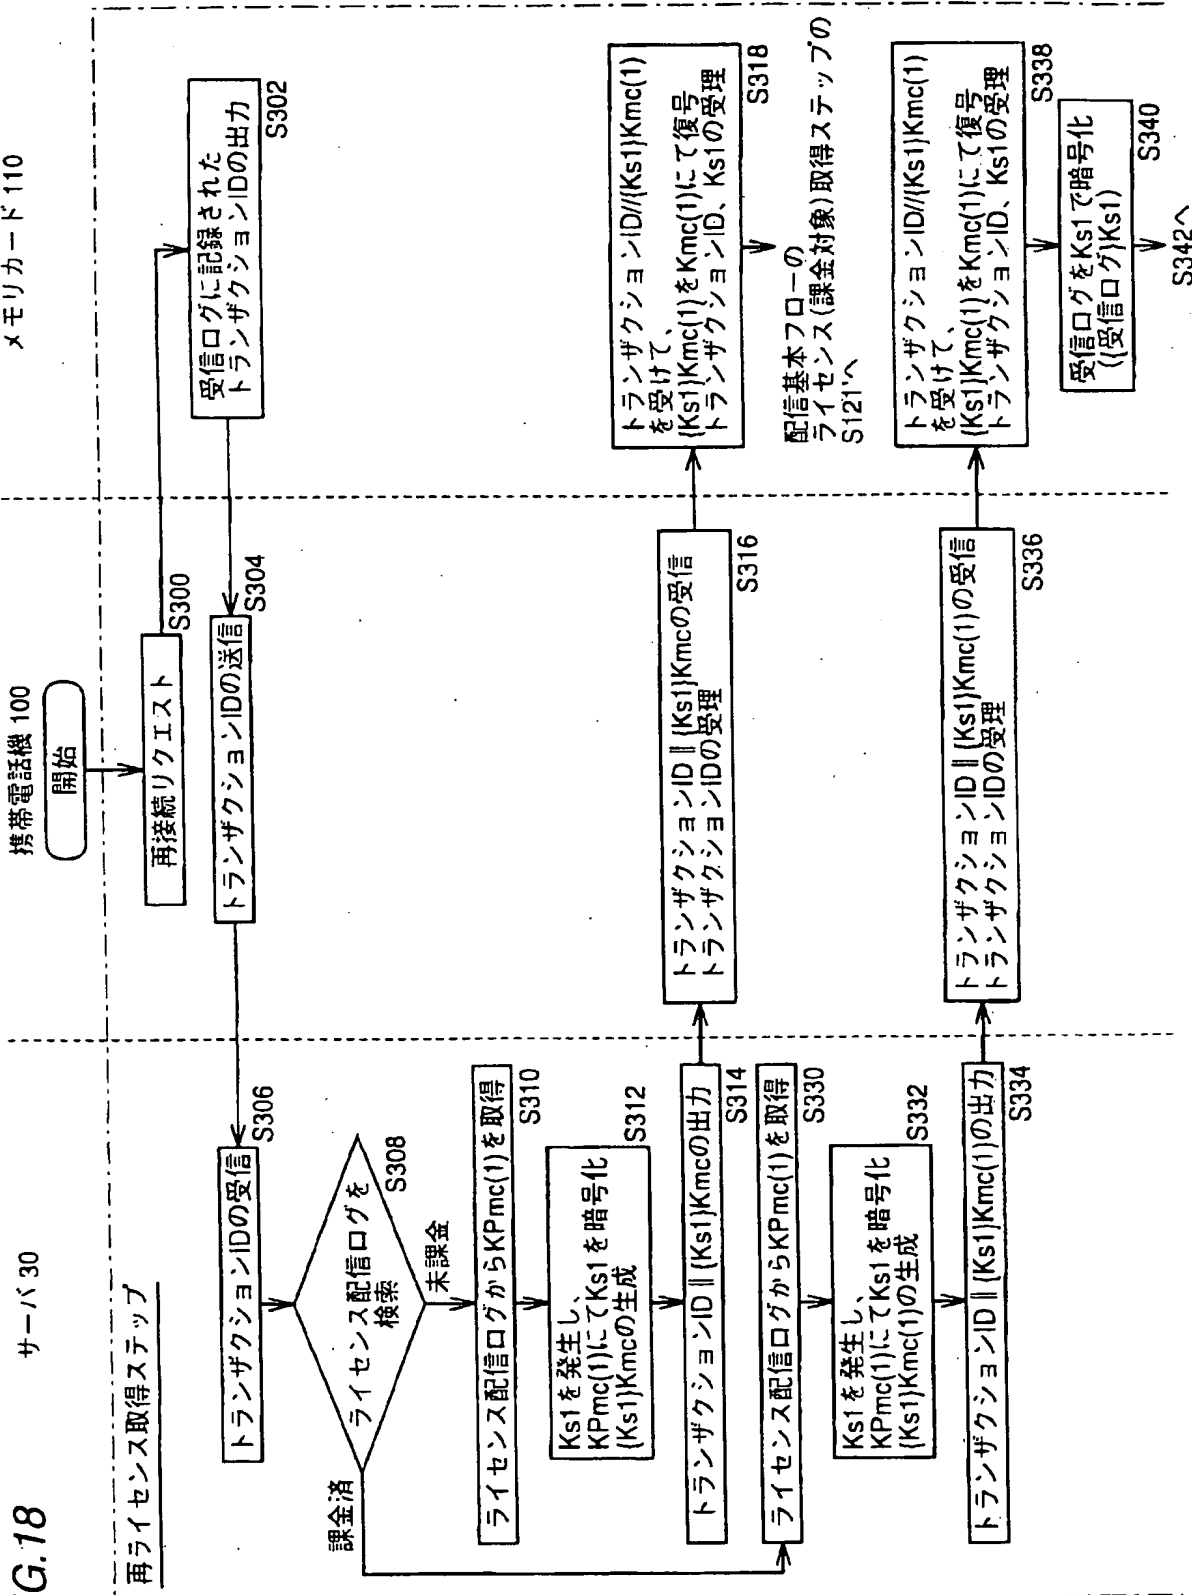 G.18
サーバ 30
携帯電話機 100
メモリカード 110
再ライセンス取得ステップ
開始
再接続リクエスト
S300
受信ログに記録された
トランザクションIDの出力
S302
トランザクションIDの送信
S304
トランザクションIDの受信
S306
ライセンス配信ログを
検索
S308
課金済
未課金
ライセンス配信ログからKPmc(1)を取得
S310
Ks1を発生し、
KPmc(1)にてKs1を暗号化
{Ks1}Kmcの生成
S312
トランザクションID∥{Ks1}Kmcの出力
S314
トランザクションID∥{Ks1}Kmcの受信
トランザクションIDの受理
S316
トランザクションID//{Ks1}Kmc(1)
を受けて、
{Ks1}Kmc(1)をKmc(1)にて復号
トランザクションID、Ks1の受理
S318
配信基本フローの
ライセンス(課金対象)取得ステップの
S121'へ
ライセンス配信ログからKPmc(1)を取得
S330
Ks1を発生し、
KPmc(1)にてKs1を暗号化
{Ks1}Kmc(1)の生成
S332
トランザクションID∥{Ks1}Kmc(1)の出力
S334
トランザクションID∥{Ks1}Kmc(1)の受信
トランザクションIDの受理
S336
トランザクションID//{Ks1}Kmc(1)
を受けて、
{Ks1}Kmc(1)をKmc(1)にて復号
トランザクションID、Ks1の受理
S338
受信ログをKs1で暗号化
({受信ログ}Ks1)
S340
S342へ